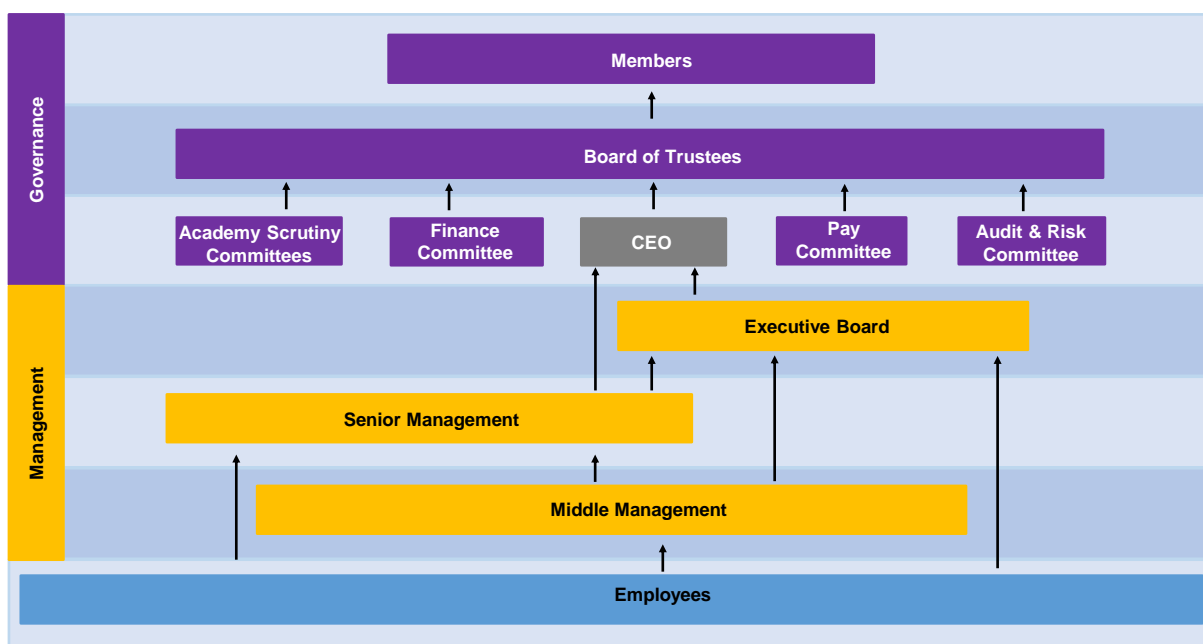 Governance
Members
Board of Trustees
Academy Scrutiny
Committees
Finance
Committee
CEO
Pay
Committee
Audit & Risk
Committee
Management
Executive Board
Senior Management
Middle Management
Employees